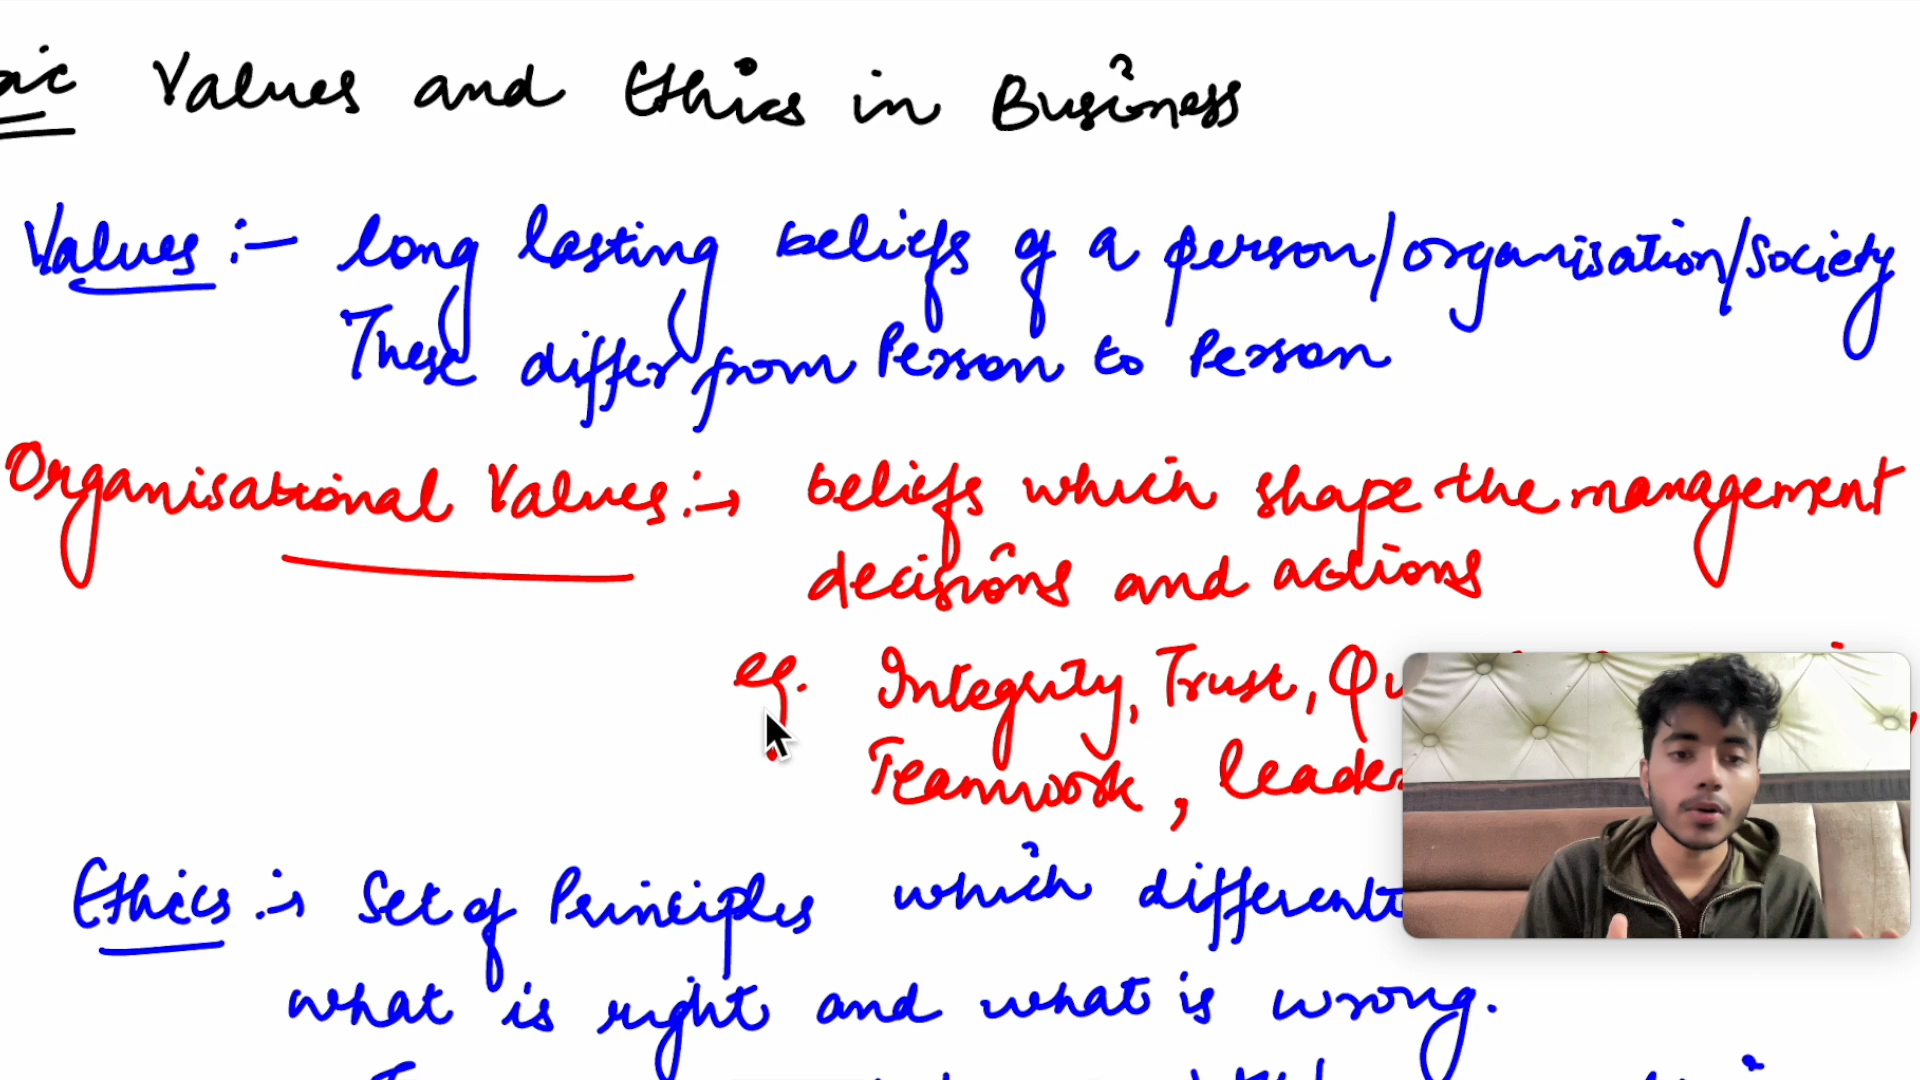 Values and Ethics in Business
Values :- long lasting beliefs of a person/organisation/society
These differ from Person to Person
Organisational Values :→ beliefs which shape the management
decisions and actions
eg. Integrity, Trust,
Teamwork,
Ethics :→ Set of Principles which
what is right and what is wrong.